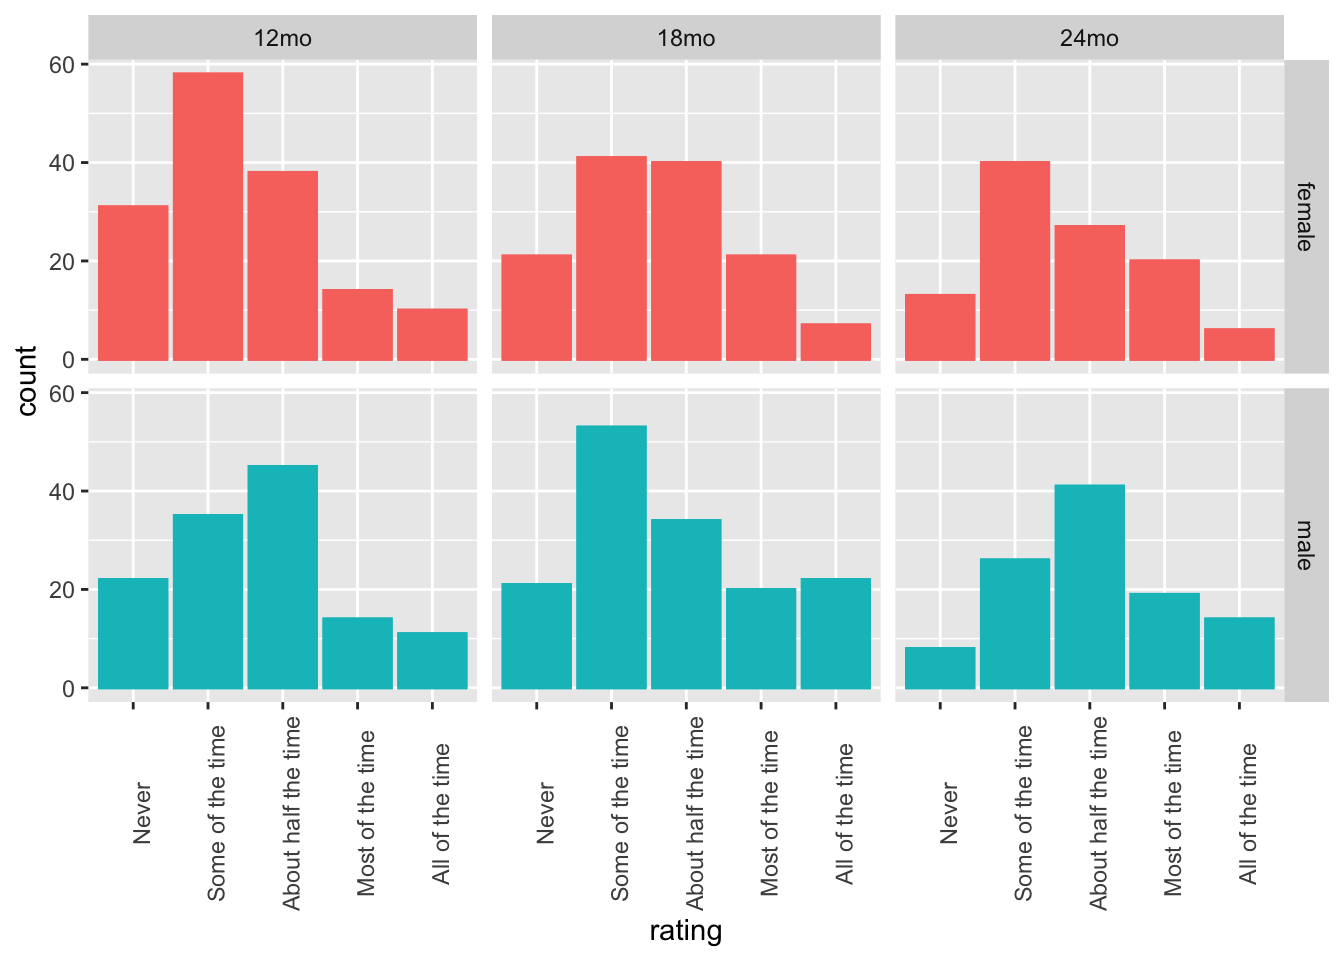 12mo 18mo 24mo
60
40
20
0
female
count
60
40
20
0
male
Never Some of the time About half the time Most of the time All of the time Never Some of the time About half the time Most of the time All of the time Never Some of the time About half the time Most of the time All of the time
rating